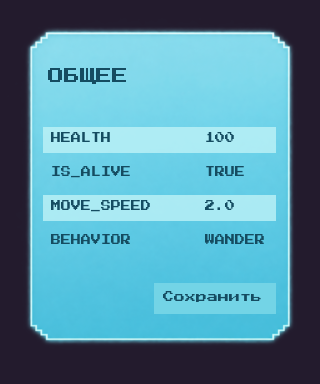 ОБЩЕЕ
HEALTH 100
IS_ALIVE TRUE
MOVE_SPEED 2.0
BEHAVIOR WANDER
Сохранить